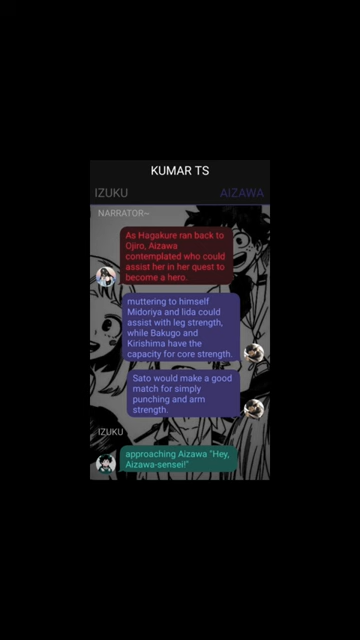 KUMAR TS
IZUKU
AIZAWA
NARRATOR~
As Hagakure ran back to
Ojiro, Aizawa
contemplated who could
assist her in her quest to
become a hero.
muttering to himself
Midoriya and Iida could
assist with leg strength,
while Bakugo and
Kirishima have the
capacity for core strength.
Sato would make a good
match for simply
punching and arm
strength.
IZUKU
approaching Aizawa "Hey,
Aizawa-sensei!"